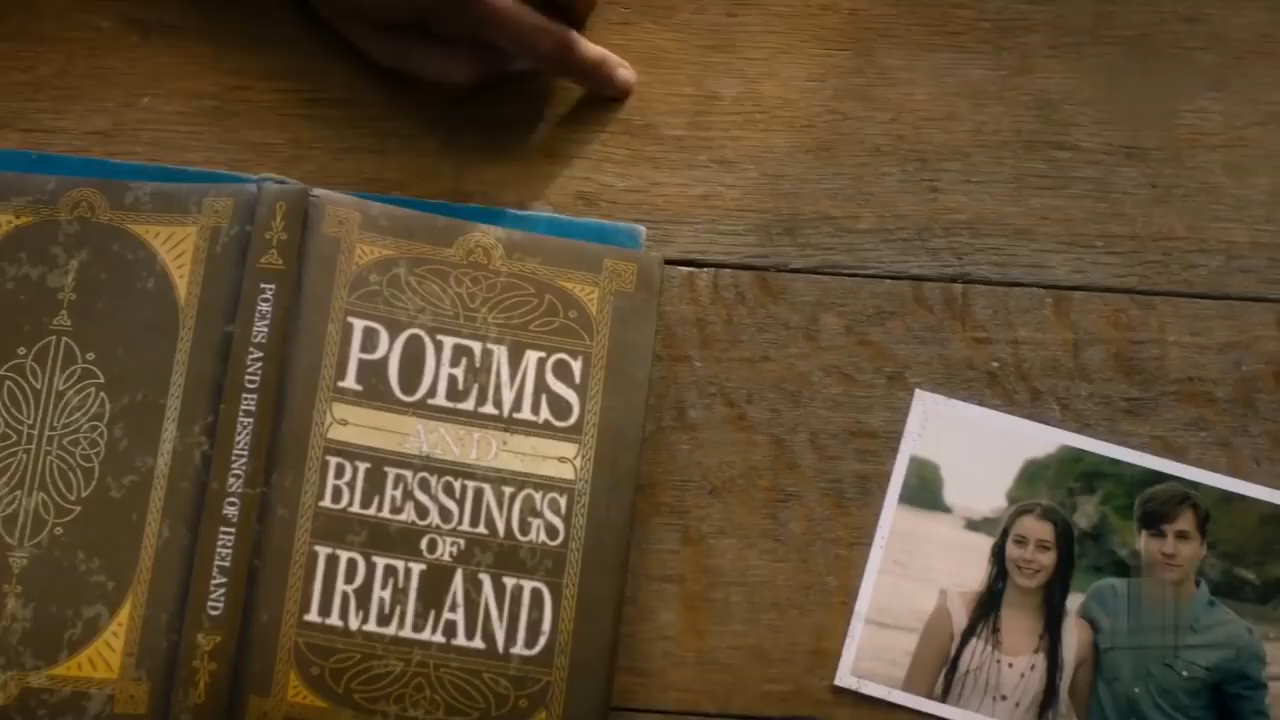 POEMS AND BLESSINGS OF IRELAND
POEMS
AND
BLESSINGS
OF
IRELAND